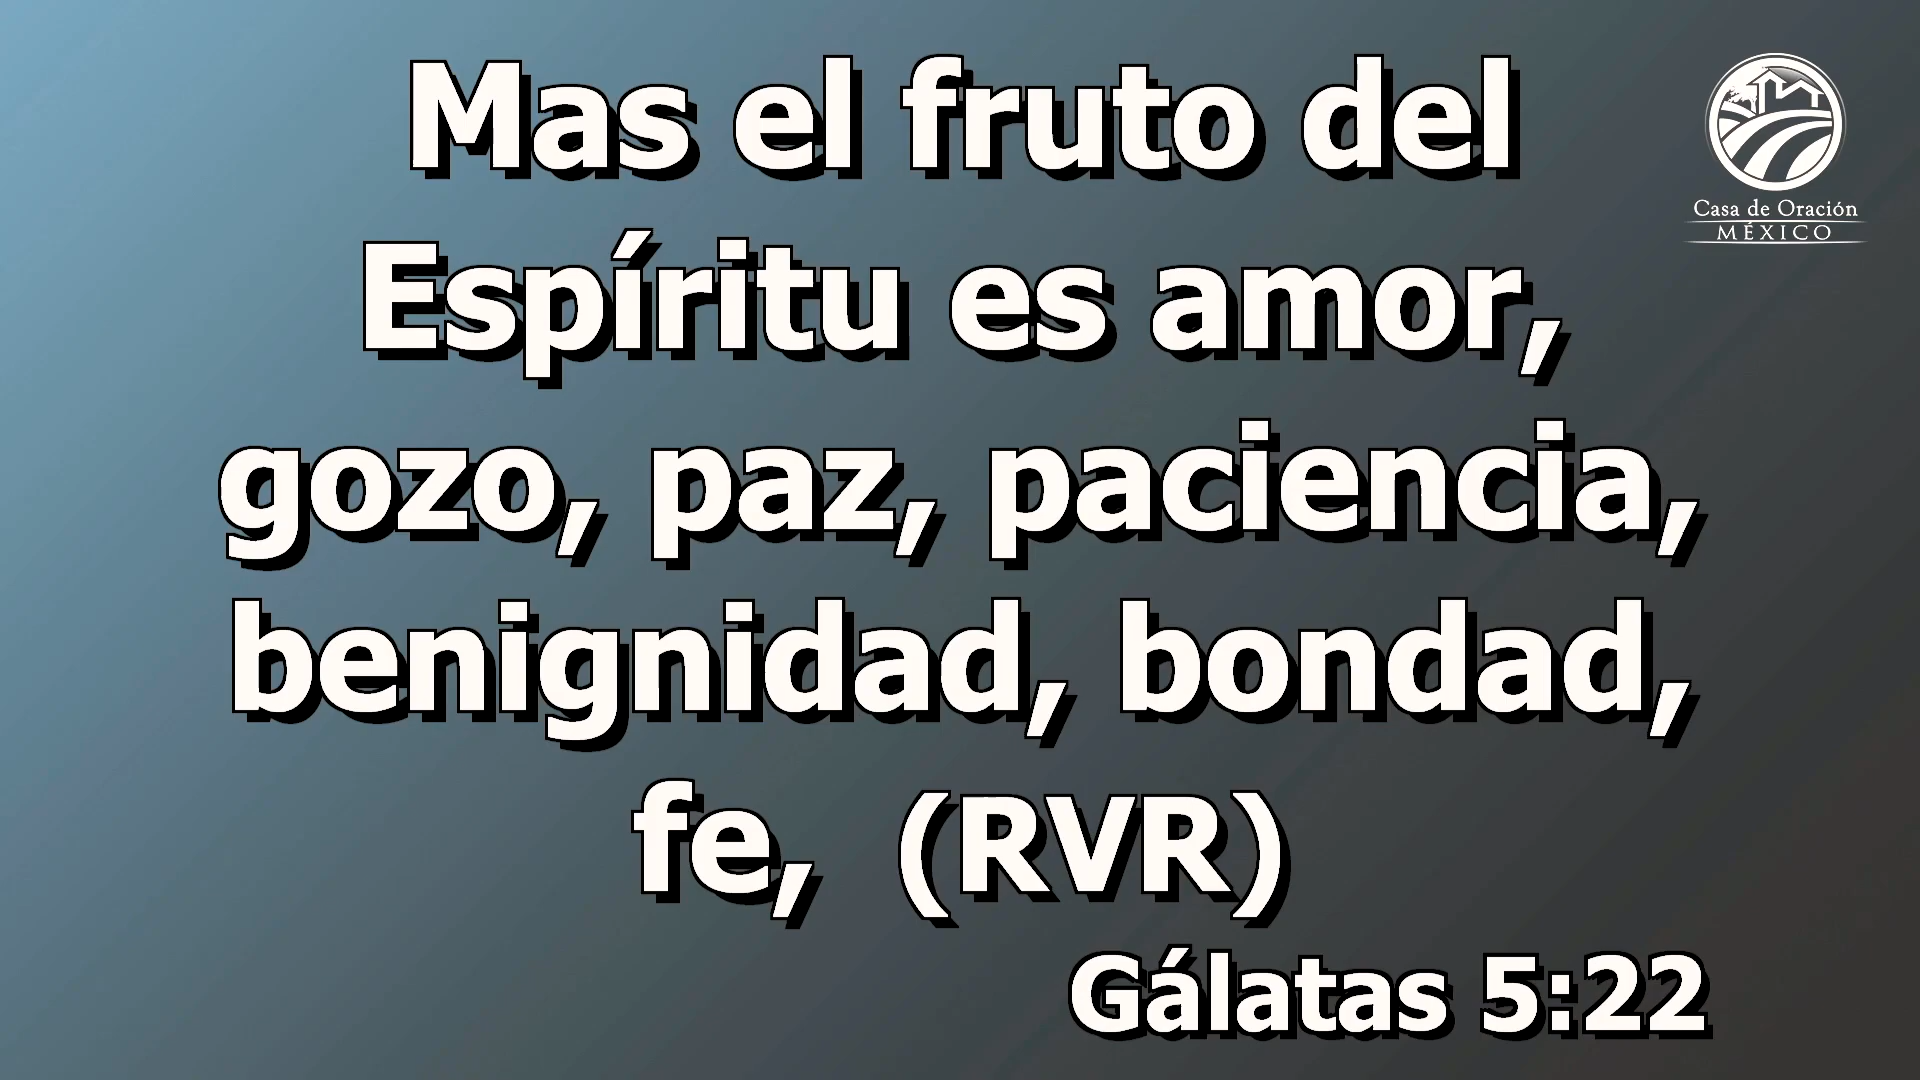 Mas el fruto del
Espíritu es amor,
gozo, paz, paciencia,
benignidad, bondad,
fe, (RVR)
Gálatas 5:22
Casa de Oración
MÉXICO